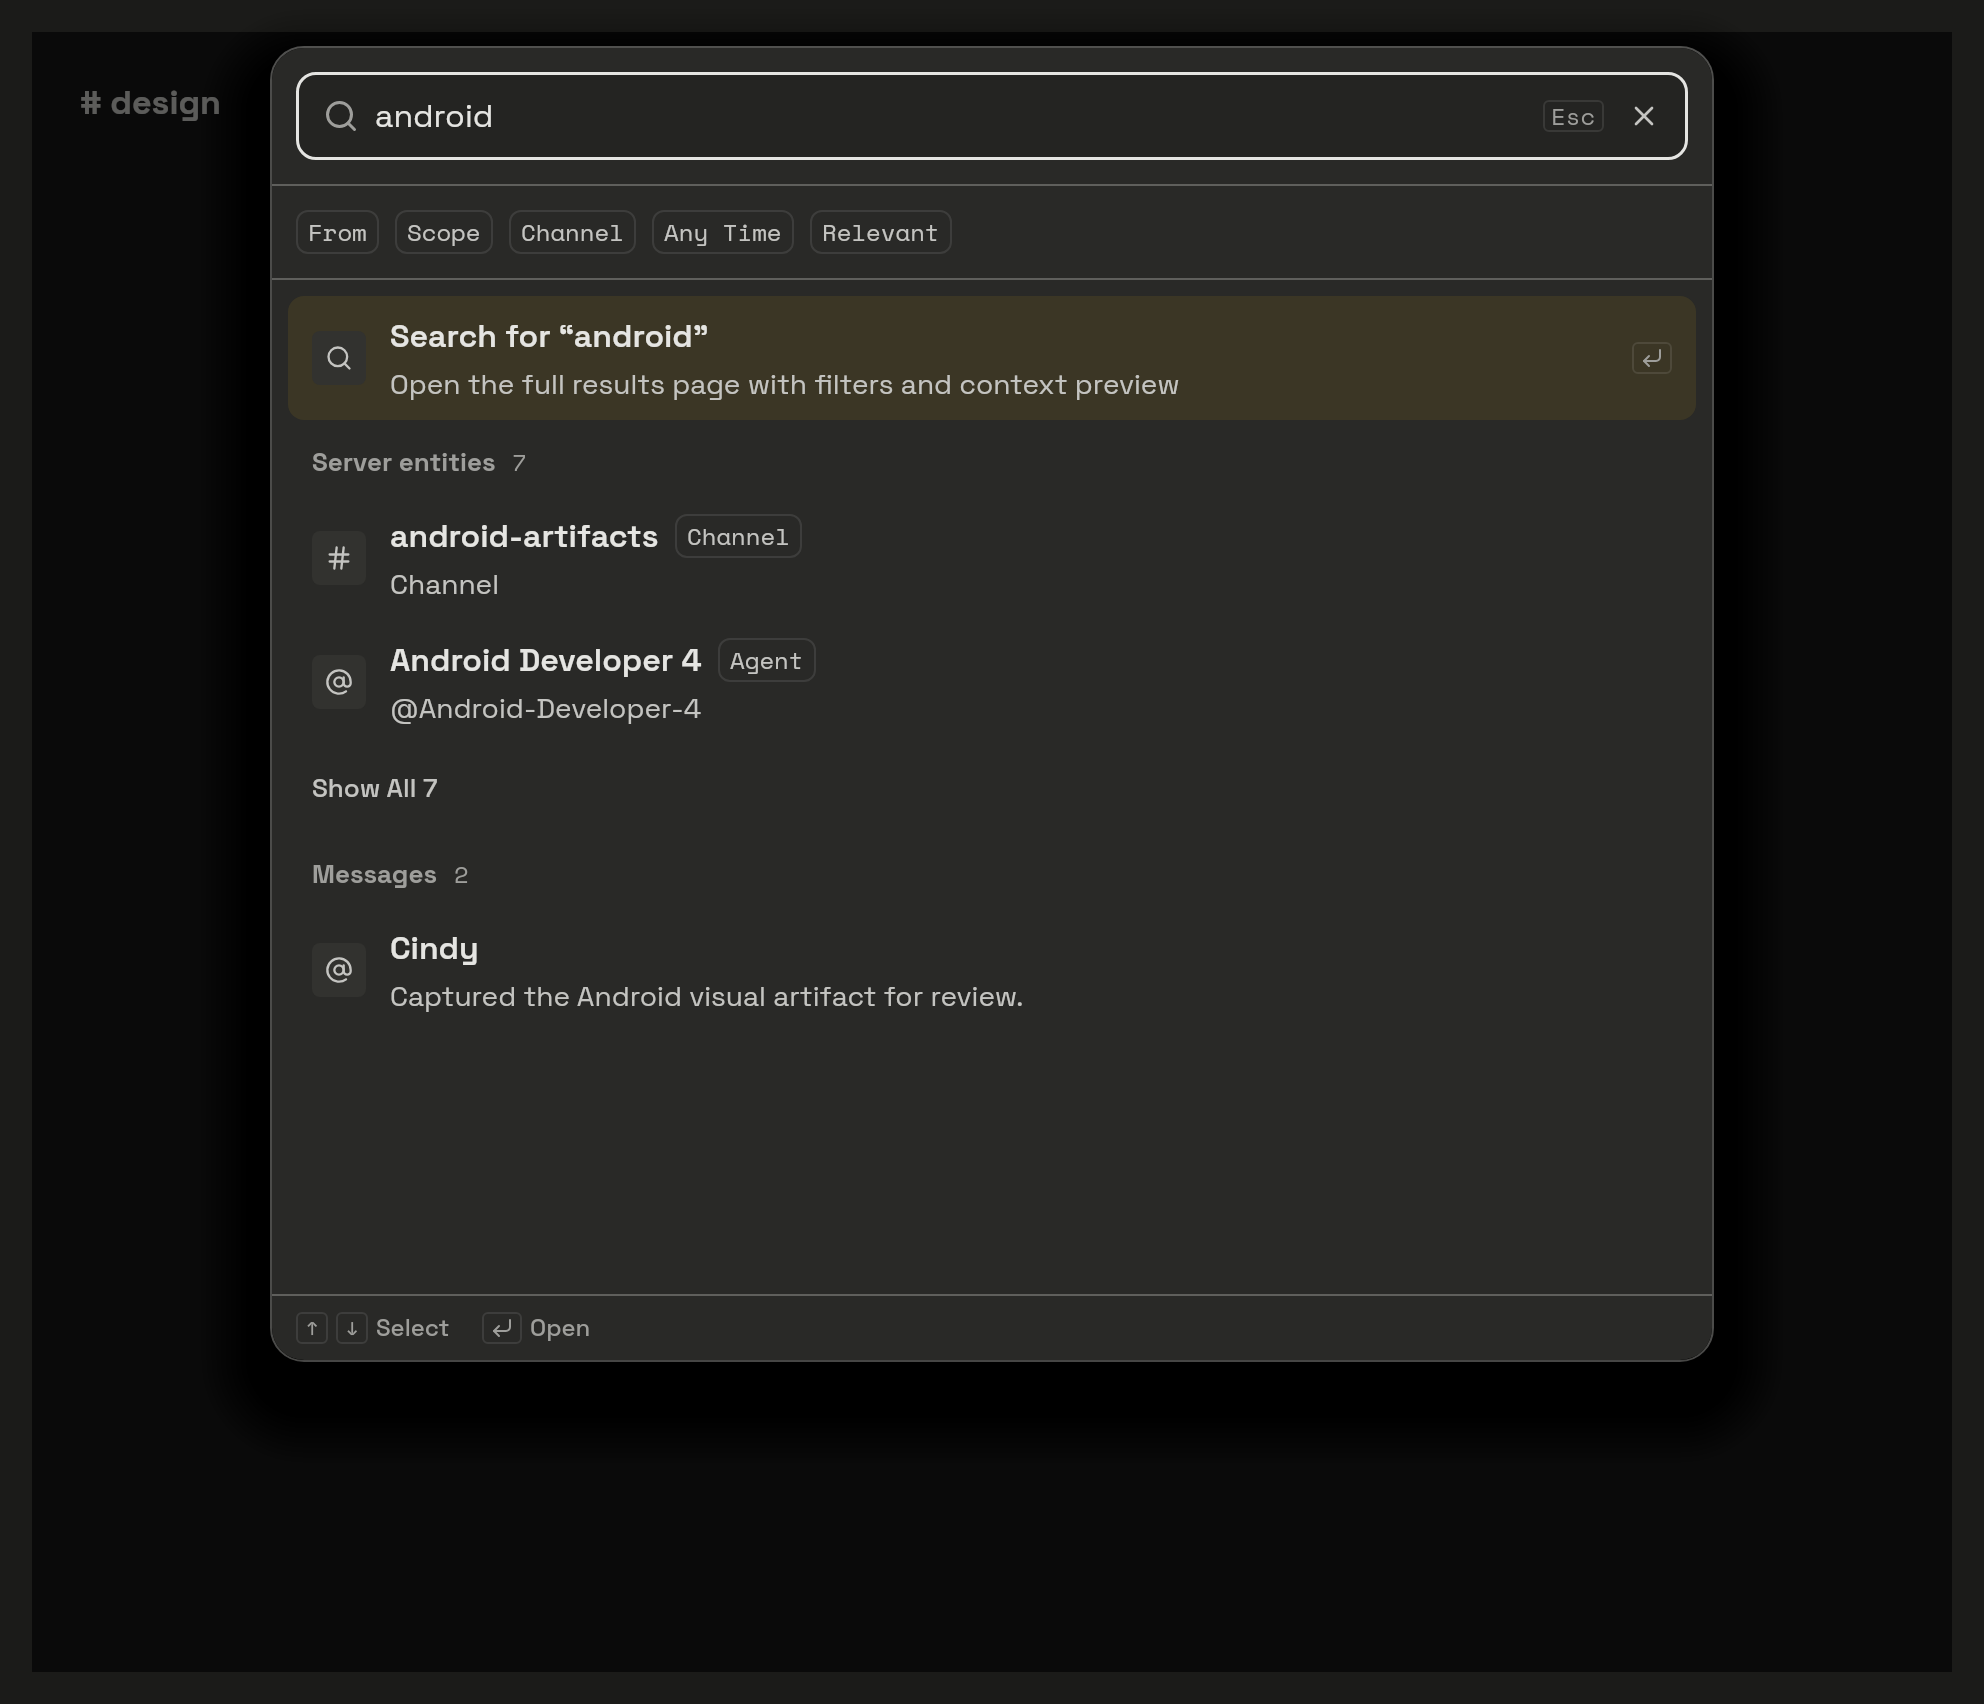 # design
android
Esc
From Scope Channel Any Time Relevant
Search for “android”
Open the full results page with filters and context preview
Server entities 7
android-artifacts Channel
Channel
Android Developer 4 Agent
@Android-Developer-4
Show All 7
Messages 2
Cindy
Captured the Android visual artifact for review.
↑ ↓ Select Open